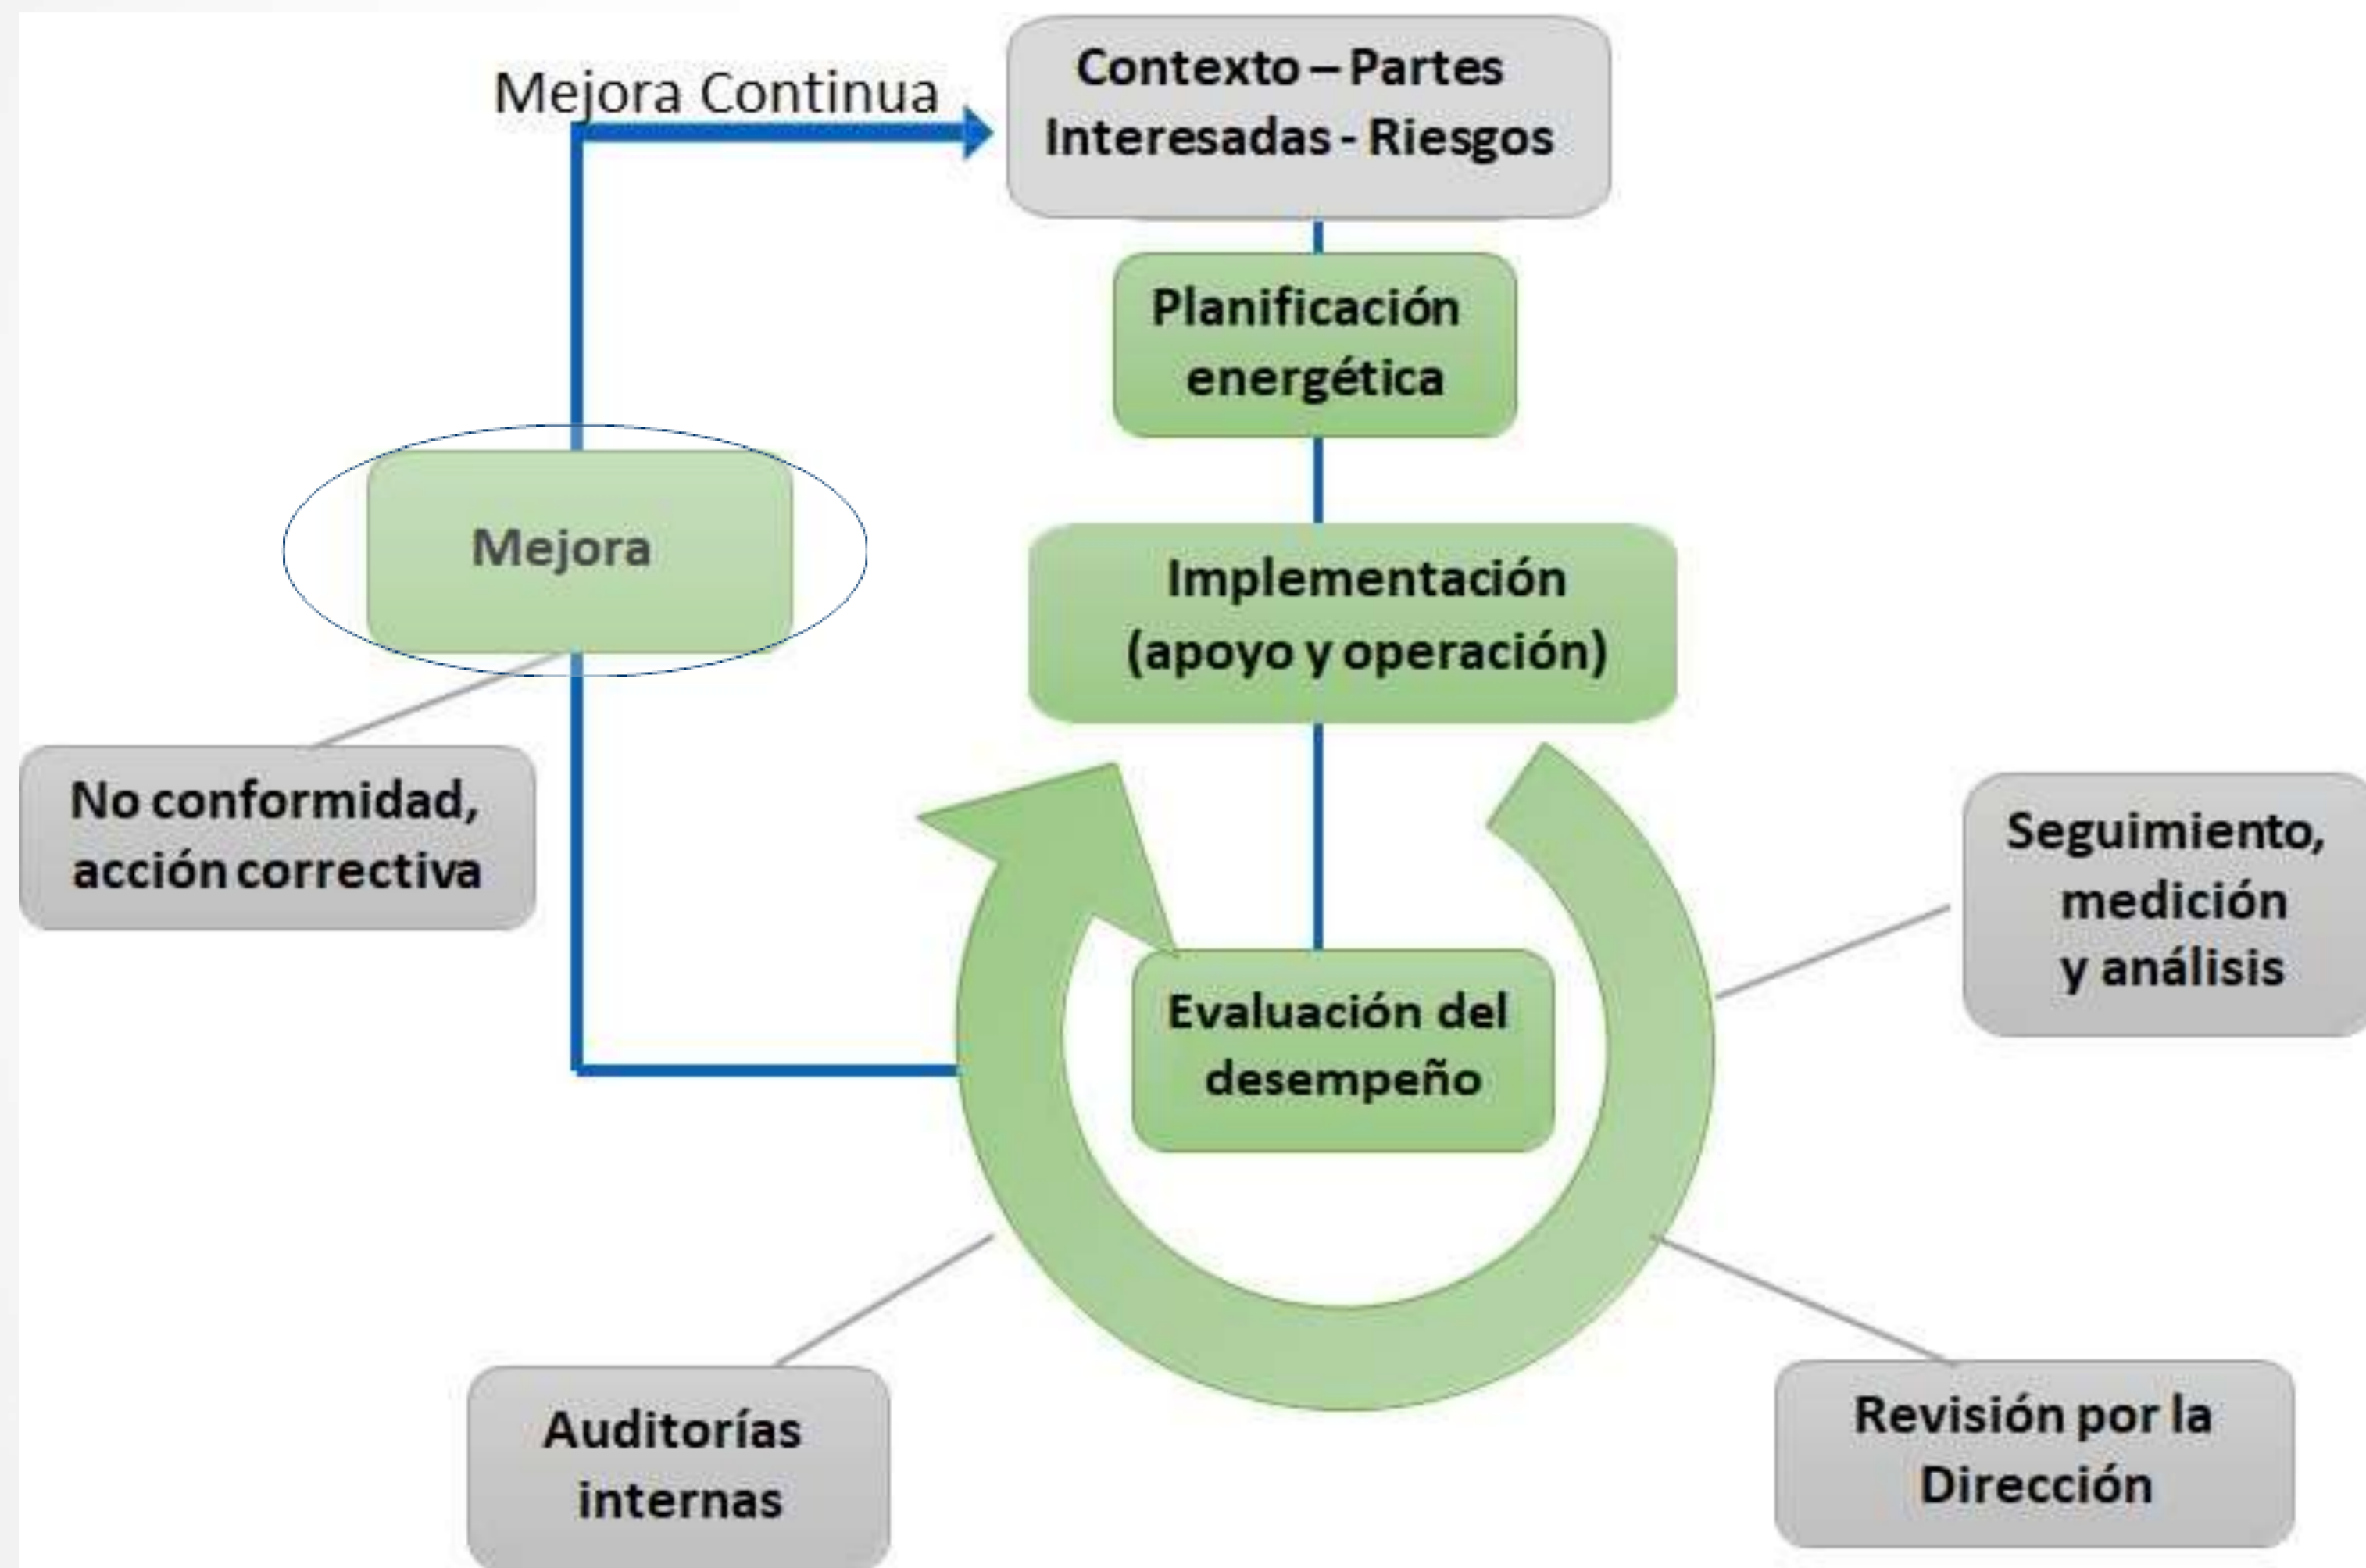 Mejora Continua
Contexto – Partes
Interesadas - Riesgos
Planificación
energética
Mejora
Implementación
(apoyo y operación)
No conformidad,
acción correctiva
Seguimiento,
medición
y análisis
Evaluación del
desempeño
Auditorías
internas
Revisión por la
Dirección